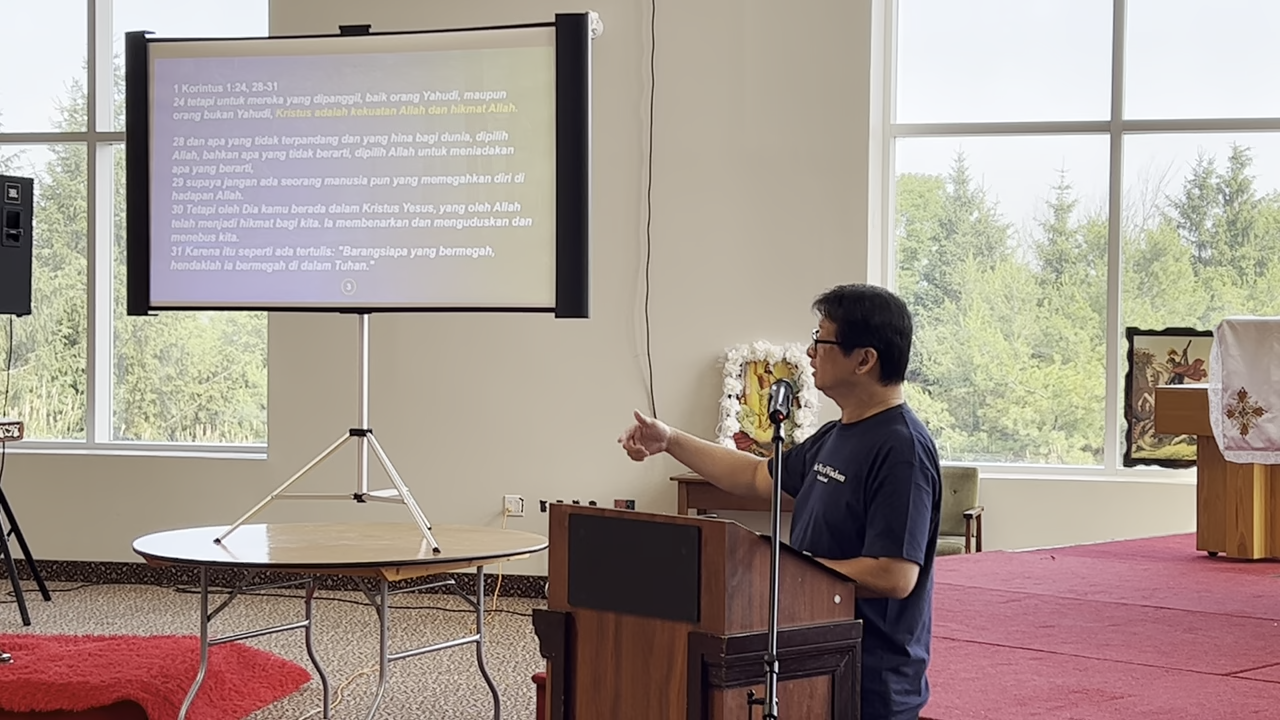 1 Korintus 1:24, 28-31
24 tetapi untuk mereka yang dipanggil, baik orang Yahudi, maupun
orang bukan Yahudi, Kristus adalah kekuatan Allah dan hikmat Allah.
28 dan apa yang tidak terpandang dan yang hina bagi dunia, dipilih
Allah, bahkan apa yang tidak berarti, dipilih Allah untuk meniadakan
apa yang berarti,
29 supaya jangan ada seorang manusia pun yang memegahkan diri di
hadapan Allah.
30 Tetapi oleh Dia kamu berada dalam Kristus Yesus, yang oleh Allah
telah menjadi hikmat bagi kita. Ia membenarkan dan menguduskan dan
menebus kita.
31 Karena itu seperti ada tertulis: "Barangsiapa yang bermegah,
hendaklah ia bermegah di dalam Tuhan."
3
JBL
Wisdom